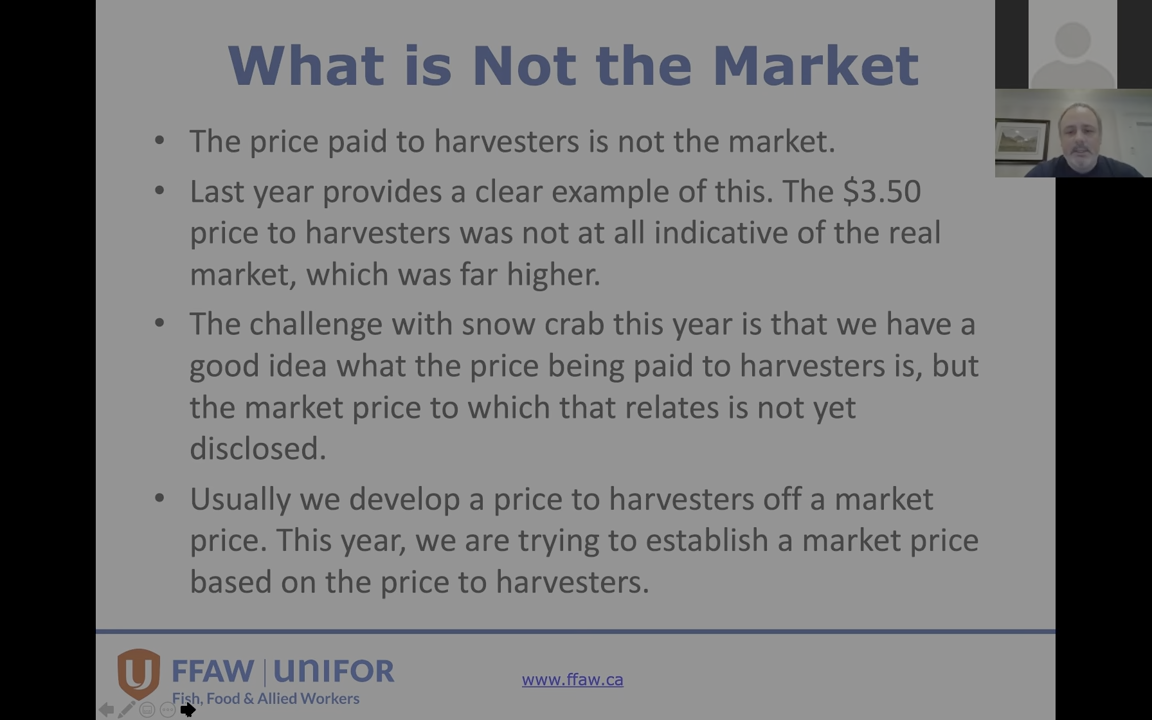 What is Not the Market
• The price paid to harvesters is not the market.
• Last year provides a clear example of this. The $3.50
price to harvesters was not at all indicative of the real
market, which was far higher.
• The challenge with snow crab this year is that we have a
good idea what the price being paid to harvesters is, but
the market price to which that relates is not yet
disclosed.
• Usually we develop a price to harvesters off a market
price. This year, we are trying to establish a market price
based on the price to harvesters.
FFAW | UNIFOR
Fish, Food & Allied Workers
www.ffaw.ca